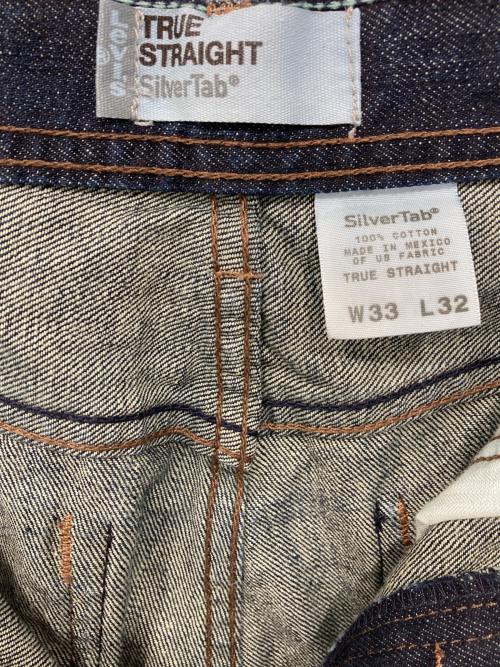 LEVI'S®
TRUE
STRAIGHT
SilverTab®
SilverTab®
100% COTTON
MADE IN MEXICO
OF US FABRIC
TRUE STRAIGHT
W33 L32